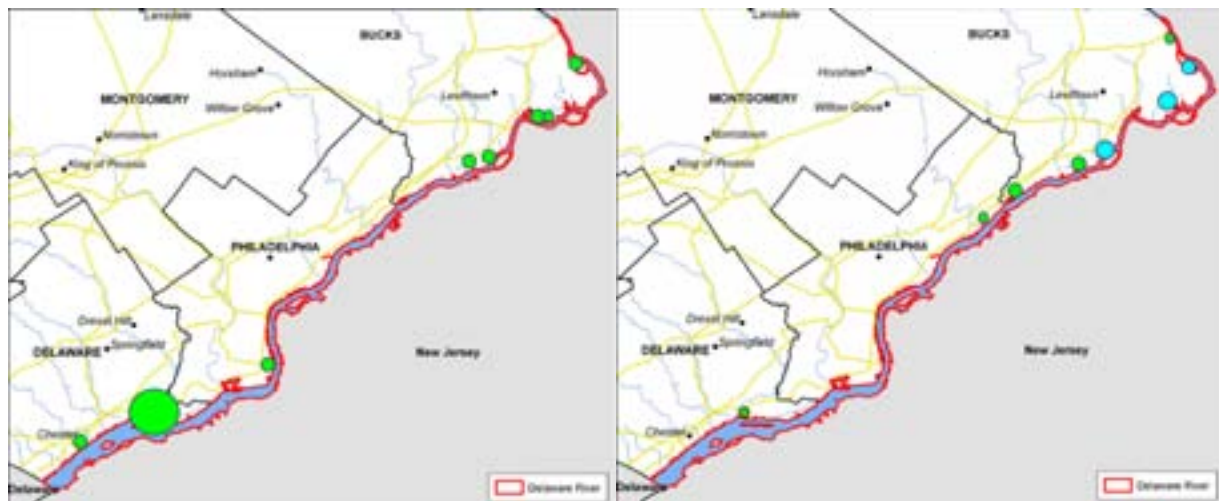 Lansdale
BUCKS
Horsham
MONTGOMERY
Willow Grove
Levittown
Norristown
King of Prussia
PHILADELPHIA
Drexel Hill
DELAWARE
Springfield
New Jersey
Chester
Delaware
Delaware River
Lansdale
BUCKS
Horsham
MONTGOMERY
Willow Grove
Levittown
Norristown
King of Prussia
PHILADELPHIA
Drexel Hill
DELAWARE
Springfield
New Jersey
Chester
Delaware
Delaware River